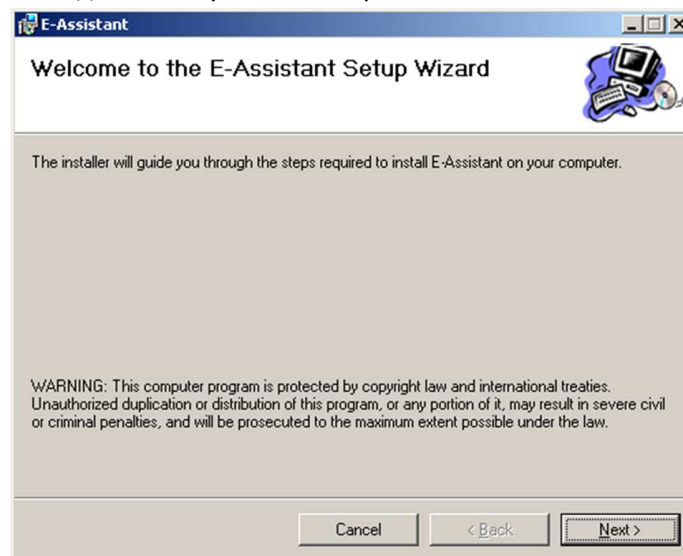 E-Assistant
Welcome to the E-Assistant Setup Wizard
The installer will guide you through the steps required to install E-Assistant on your computer.
WARNING: This computer program is protected by copyright law and international treaties.
Unauthorized duplication or distribution of this program, or any portion of it, may result in severe civil
or criminal penalties, and will be prosecuted to the maximum extent possible under the law.
Cancel
< Back
Next >